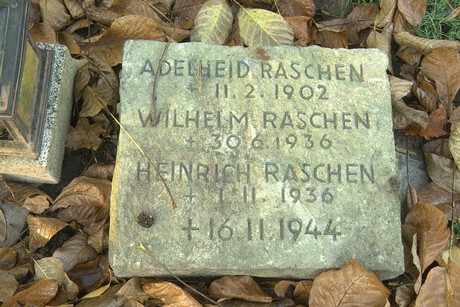 ADELHEID RASCHEN
+ 11.2.1902
WILHELM RASCHEN
+ 30.6.1936
HEINRICH RASCHEN
+ 1.11.1936
+ 16.11.1944